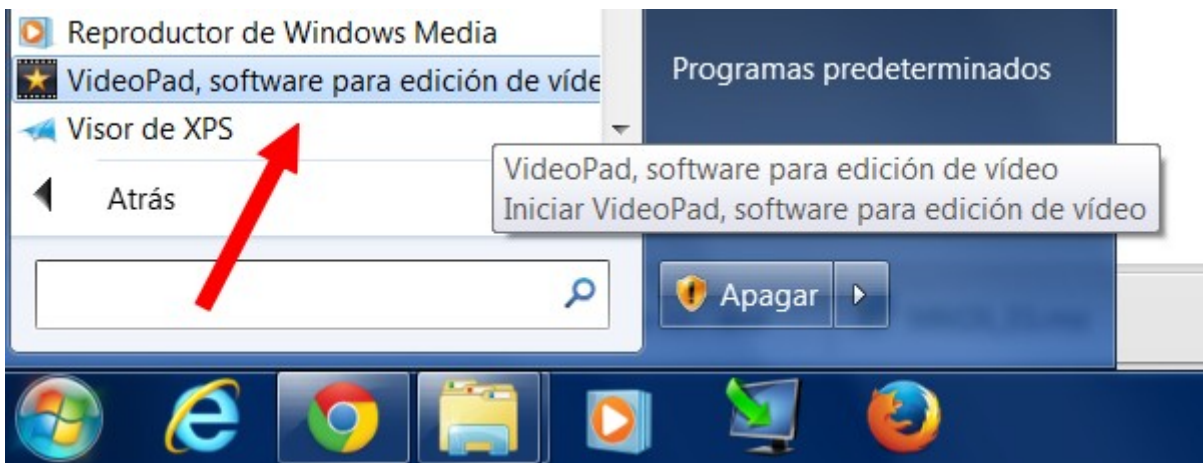 Reproductor de Windows Media
VideoPad, software para edición de víde
Programas predeterminados
Visor de XPS
VideoPad, software para edición de vídeo
Iniciar VideoPad, software para edición de vídeo
Atrás
Apagar